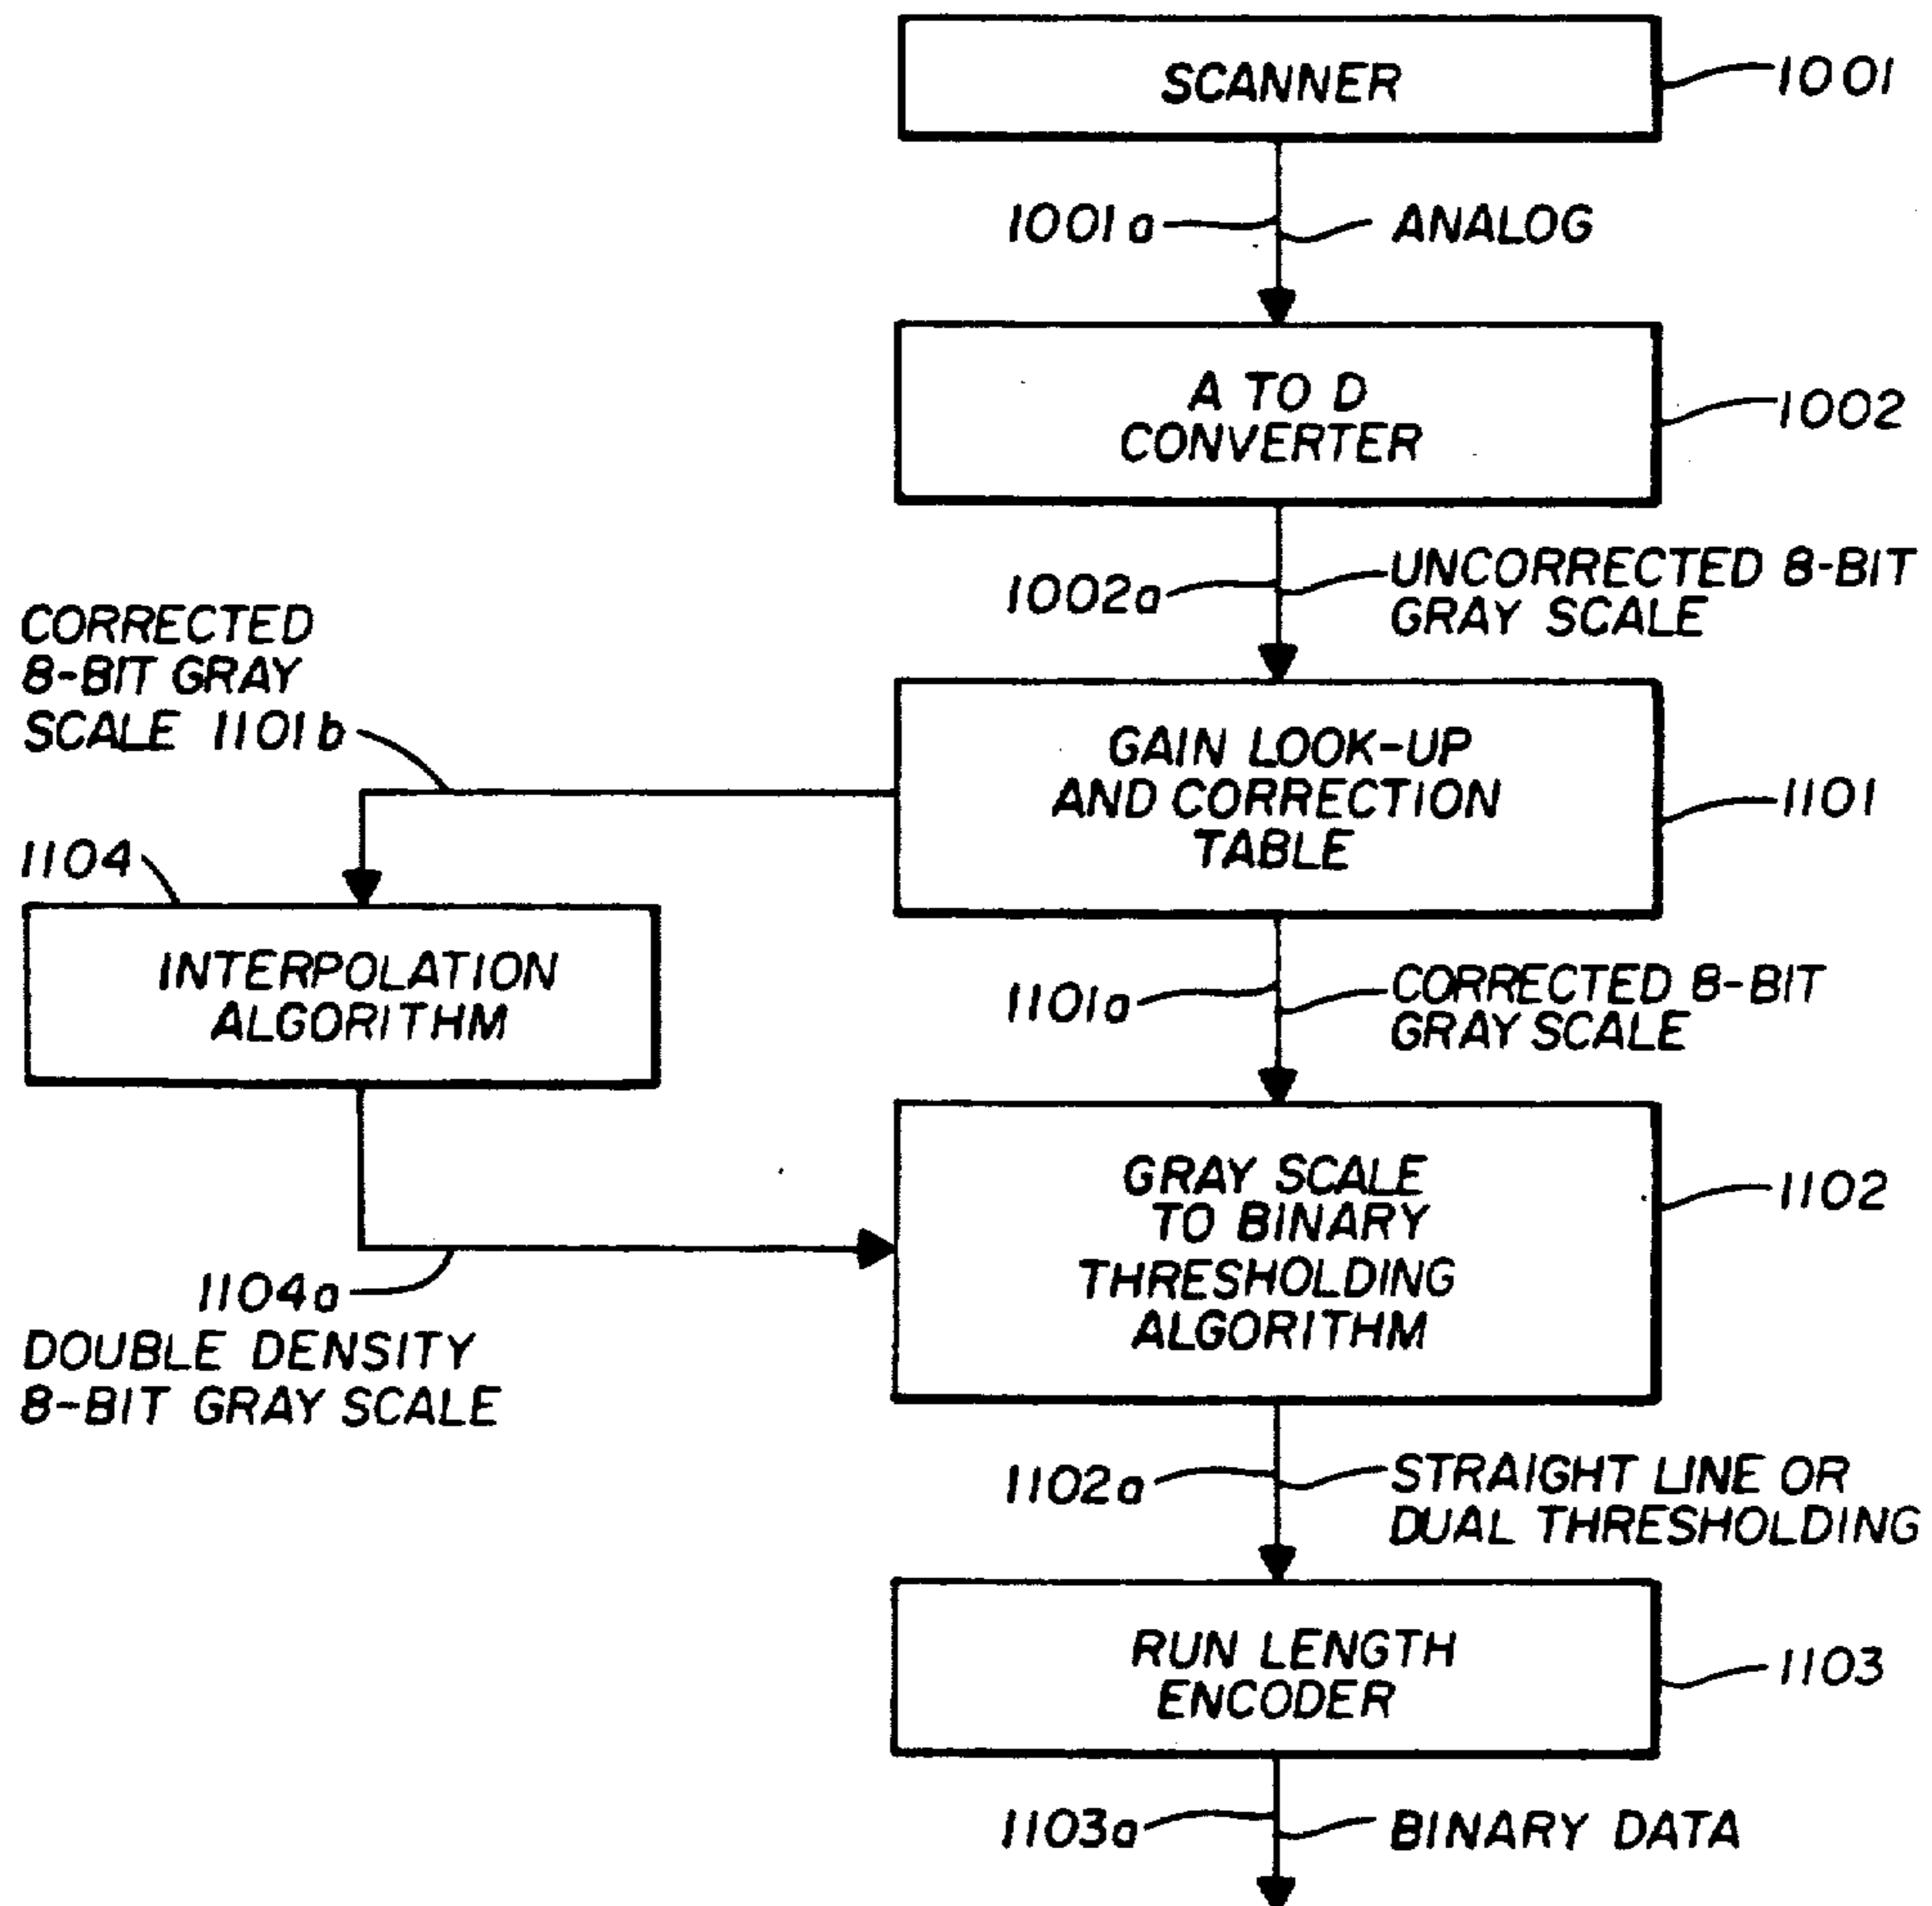 SCANNER
1001
1001a
ANALOG
A TO D
CONVERTER
1002
1002a
UNCORRECTED 8-BIT
GRAY SCALE
CORRECTED
8-BIT GRAY
SCALE 1101b
GAIN LOOK-UP
AND CORRECTION
TABLE
1101
1104
INTERPOLATION
ALGORITHM
1101a
CORRECTED 8-BIT
GRAY SCALE
GRAY SCALE
TO BINARY
THRESHOLDING
ALGORITHM
1102
1104a
DOUBLE DENSITY
8-BIT GRAY SCALE
1102a
STRAIGHT LINE OR
DUAL THRESHOLDING
RUN LENGTH
ENCODER
1103
1103a
BINARY DATA